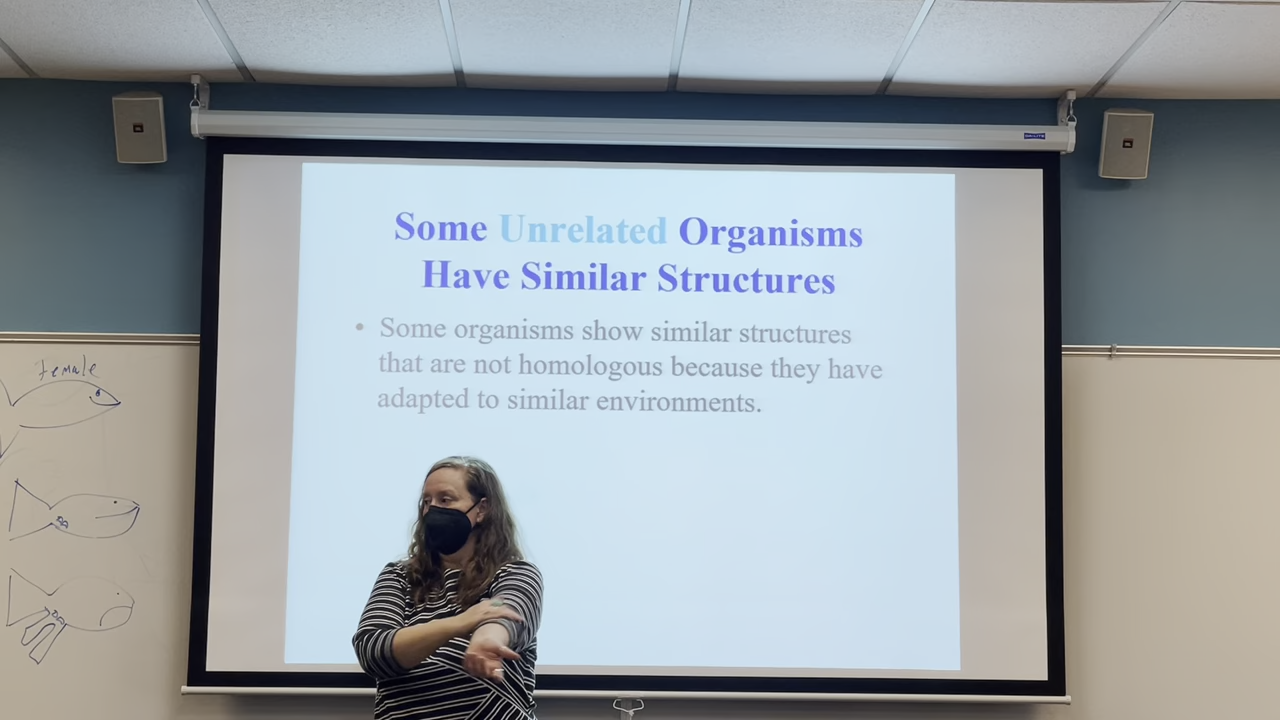 Some Unrelated Organisms
Have Similar Structures
• Some organisms show similar structures
that are not homologous because they have
adapted to similar environments.
Female